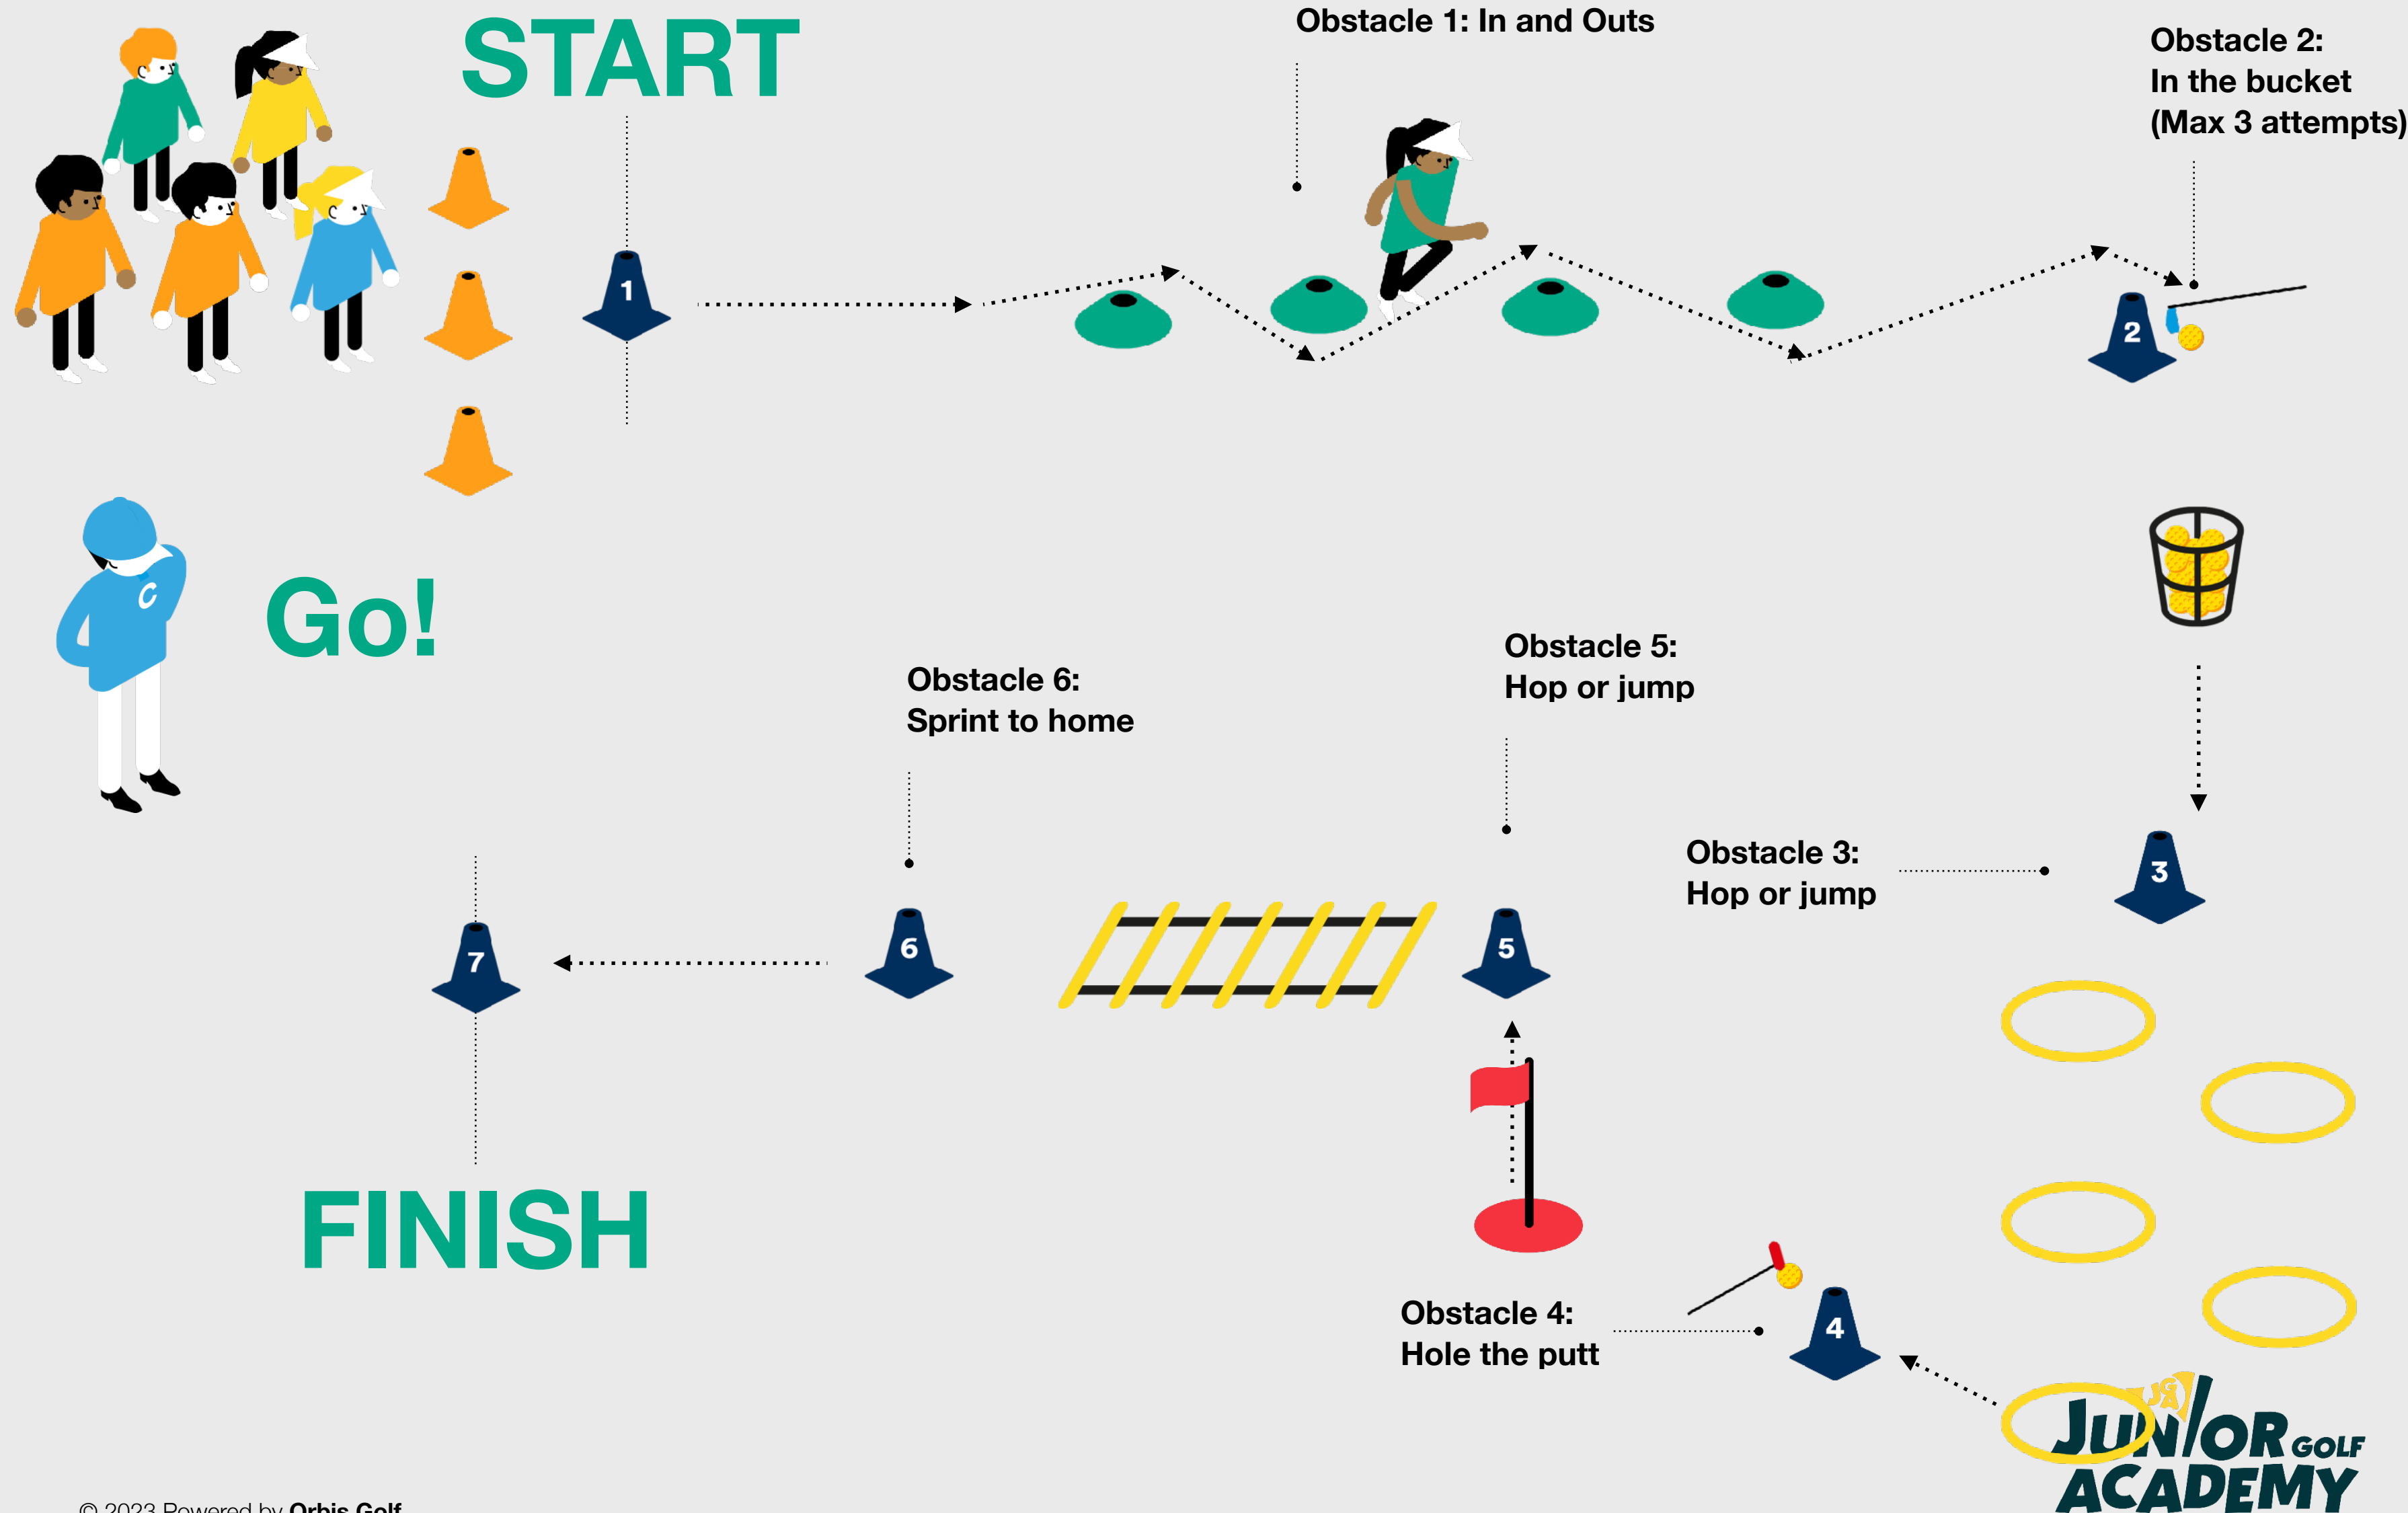 START
Obstacle 1: In and Outs
Obstacle 2:
In the bucket
(Max 3 attempts)
1
2
C
Go!
Obstacle 5:
Hop or jump
Obstacle 6:
Sprint to home
Obstacle 3:
Hop or jump
3
5
6
7
FINISH
Obstacle 4:
Hole the putt
4
JGA
JUNIOR GOLF
ACADEMY
© 2023 Powered by Orbis Golf